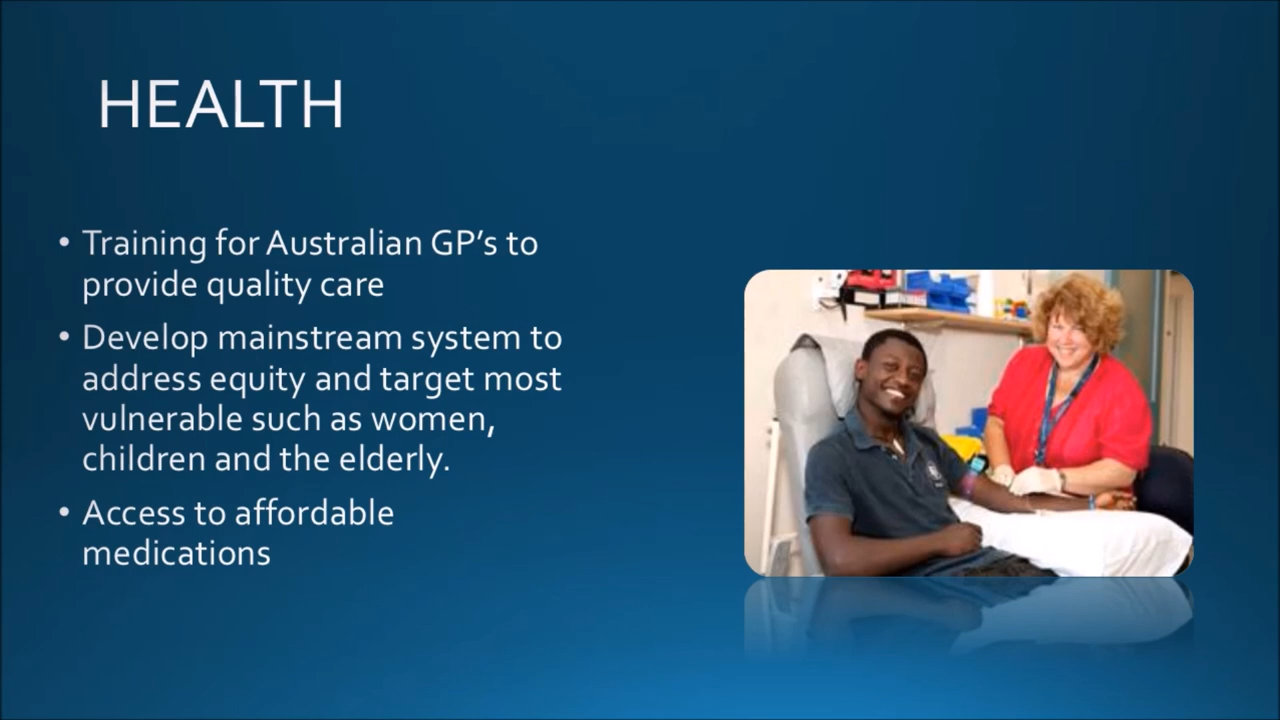 HEALTH
• Training for Australian GP’s to
provide quality care
• Develop mainstream system to
address equity and target most
vulnerable such as women,
children and the elderly.
• Access to affordable
medications